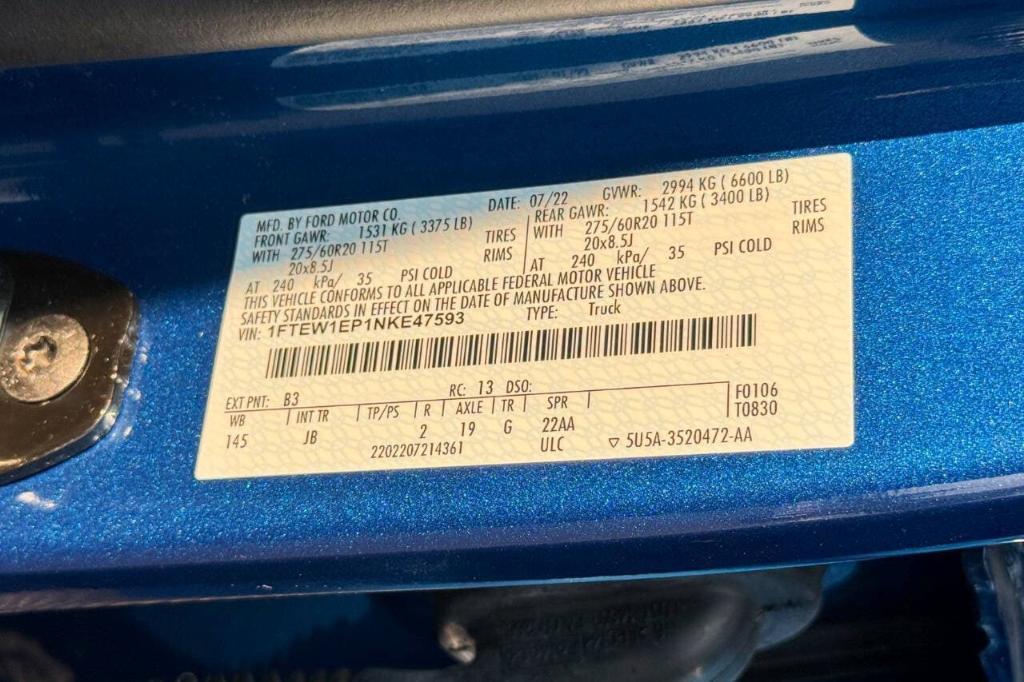 MFD. BY FORD MOTOR CO. DATE: 07/22 GVWR: 2994 KG ( 6600 LB)
FRONT GAWR: 1531 KG ( 3375 LB) REAR GAWR: 1542 KG ( 3400 LB)
WITH 275/60R20 115T TIRES WITH 275/60R20 115T TIRES
20x8.5J RIMS 20x8.5J RIMS
AT 240 kPa/ 35 PSI COLD AT 240 kPa/ 35 PSI COLD
THIS VEHICLE CONFORMS TO ALL APPLICABLE FEDERAL MOTOR VEHICLE
SAFETY STANDARDS IN EFFECT ON THE DATE OF MANUFACTURE SHOWN ABOVE.
VIN: 1FTEW1EP1NKE47593 TYPE: Truck
EXT PNT: B3 RC: 13 DSO: F0106
WB INT TR TP/PS R AXLE TR SPR T0830
145 JB 2 19 G 22AA
2202207214361 ULC ▽ 5U5A-3520472-AA